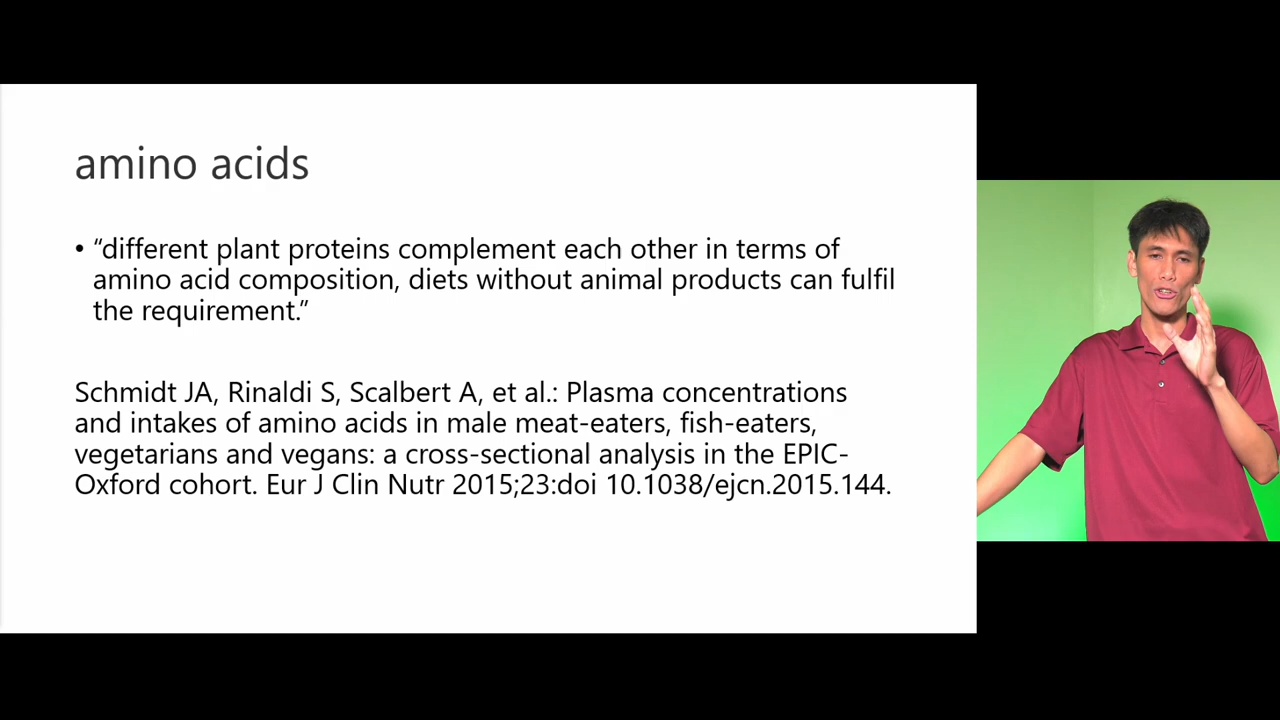 amino acids
• “different plant proteins complement each other in terms of
amino acid composition, diets without animal products can fulfil
the requirement.”
Schmidt JA, Rinaldi S, Scalbert A, et al.: Plasma concentrations
and intakes of amino acids in male meat-eaters, fish-eaters,
vegetarians and vegans: a cross-sectional analysis in the EPIC-
Oxford cohort. Eur J Clin Nutr 2015;23:doi 10.1038/ejcn.2015.144.